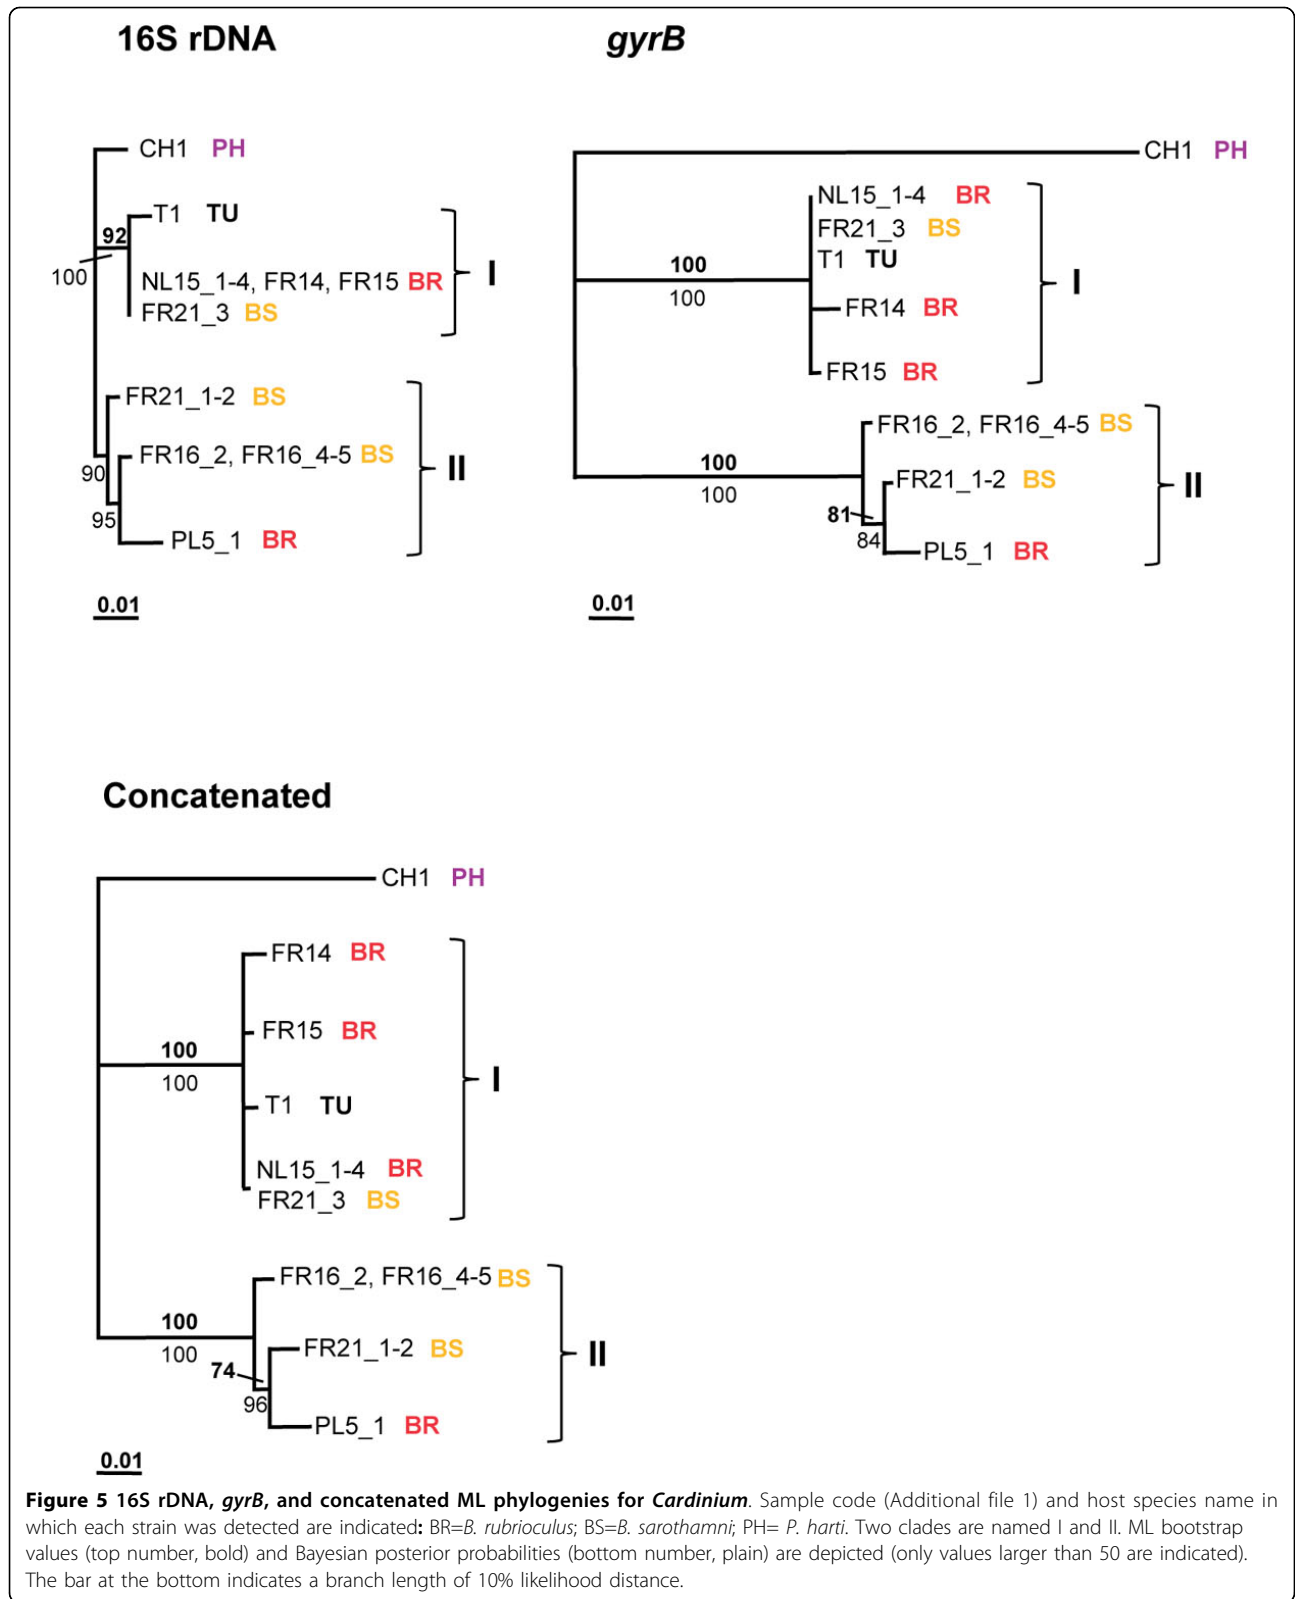 16S rDNA
CH1 PH
T1 TU
92
100
NL15_1-4, FR14, FR15 BR
FR21_3 BS
I
FR21_1-2 BS
FR16_2, FR16_4-5 BS
90
95
PL5_1 BR
II
0.01
gyrB
CH1 PH
NL15_1-4 BR
FR21_3 BS
T1 TU
100
100
FR14 BR
FR15 BR
I
FR16_2, FR16_4-5 BS
100
100
FR21_1-2 BS
81
84
PL5_1 BR
II
0.01
Concatenated
CH1 PH
FR14 BR
FR15 BR
100
100
T1 TU
NL15_1-4 BR
FR21_3 BS
I
FR16_2, FR16_4-5 BS
100
100
FR21_1-2 BS
74
96
PL5_1 BR
II
0.01
Figure 5 16S rDNA, gyrB, and concatenated ML phylogenies for Cardinium. Sample code (Additional file 1) and host species name in
which each strain was detected are indicated: BR=B. rubrioculus; BS=B. sarothamni; PH= P. harti. Two clades are named I and II. ML bootstrap
values (top number, bold) and Bayesian posterior probabilities (bottom number, plain) are depicted (only values larger than 50 are indicated).
The bar at the bottom indicates a branch length of 10% likelihood distance.